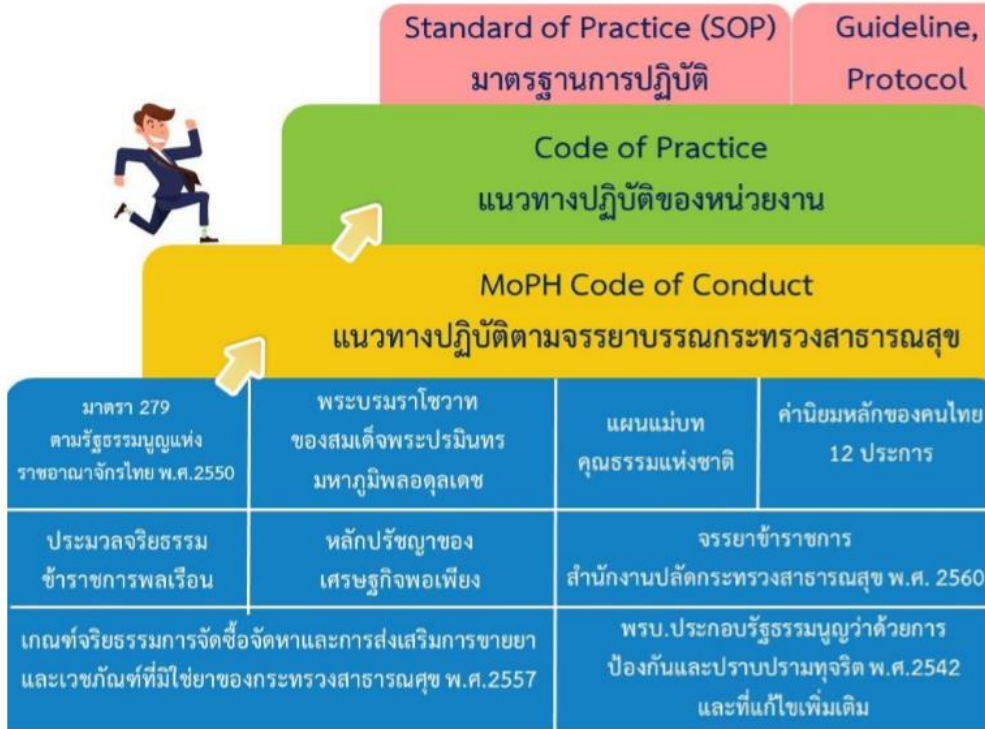 Standard of Practice (SOP)
มาตรฐานการปฏิบัติ
Guideline,
Protocol
Code of Practice
แนวทางปฏิบัติของหน่วยงาน
MoPH Code of Conduct
แนวทางปฏิบัติตามจรรยาบรรณกระทรวงสาธารณสุข
มาตรา 279
ตามรัฐธรรมนูญแห่ง
ราชอาณาจักรไทย พ.ศ.2550
พระบรมราโชวาท
ของสมเด็จพระปรมินทร
มหาภูมิพลอดุลเดช
แผนแม่บท
คุณธรรมแห่งชาติ
ค่านิยมหลักของคนไทย
12 ประการ
ประมวลจริยธรรม
ข้าราชการพลเรือน
หลักปรัชญาของ
เศรษฐกิจพอเพียง
จรรยาข้าราชการ
สำนักงานปลัดกระทรวงสาธารณสุข พ.ศ. 2560
เกณฑ์จริยธรรมการจัดซื้อจัดหาและการส่งเสริมการขายยา
และเวชภัณฑ์ที่มิใช่ยาของกระทรวงสาธารณศุข พ.ศ.2557
พรบ.ประกอบรัฐธรรมนูญว่าด้วยการ
ป้องกันและปราบปรามทุจริต พ.ศ.2542
และที่แก้ไขเพิ่มเติม